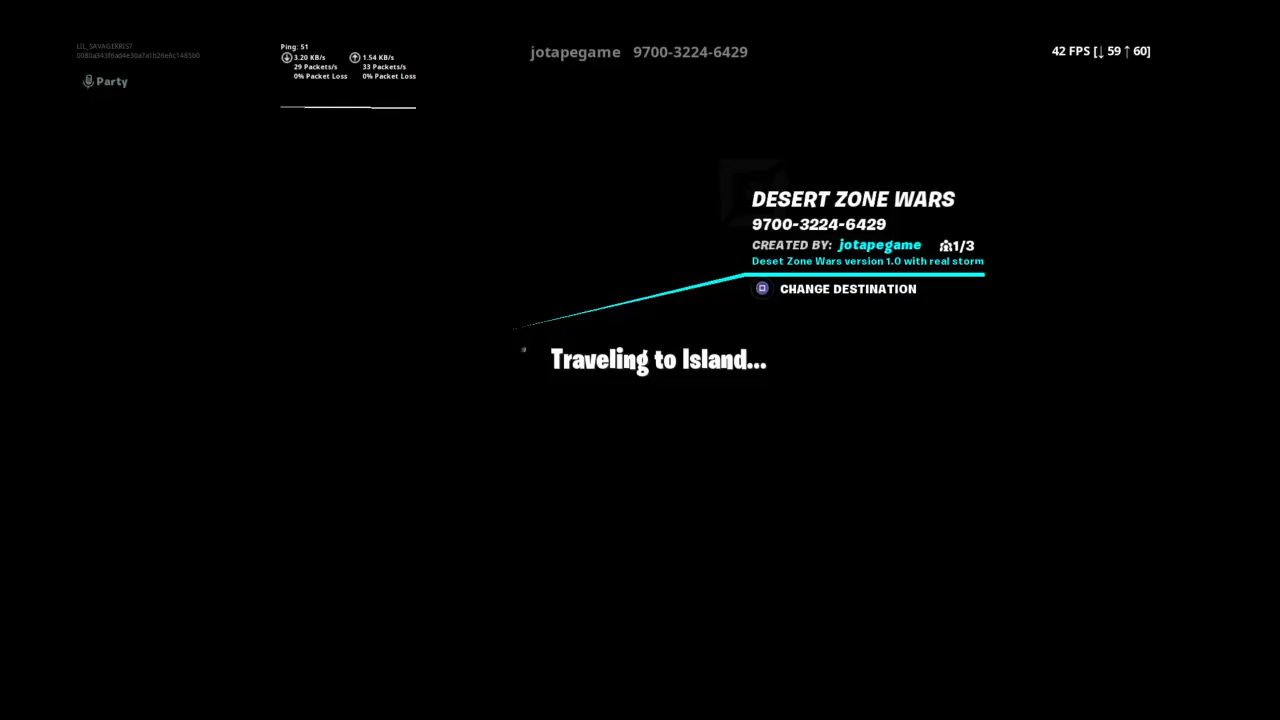 LIL_SAVAGEKRIS7
Party
Ping: 51
3.20 KB/s
29 Packets/s
0% Packet Loss
1.54 KB/s
33 Packets/s
0% Packet Loss
jotapegame 9700-3224-6429
42 FPS [↓ 59 ↑ 60]
DESERT ZONE WARS
9700-3224-6429
CREATED BY: jotapegame 1/3
Deset Zone Wars version 1.0 with real storm
CHANGE DESTINATION
Traveling to Island...